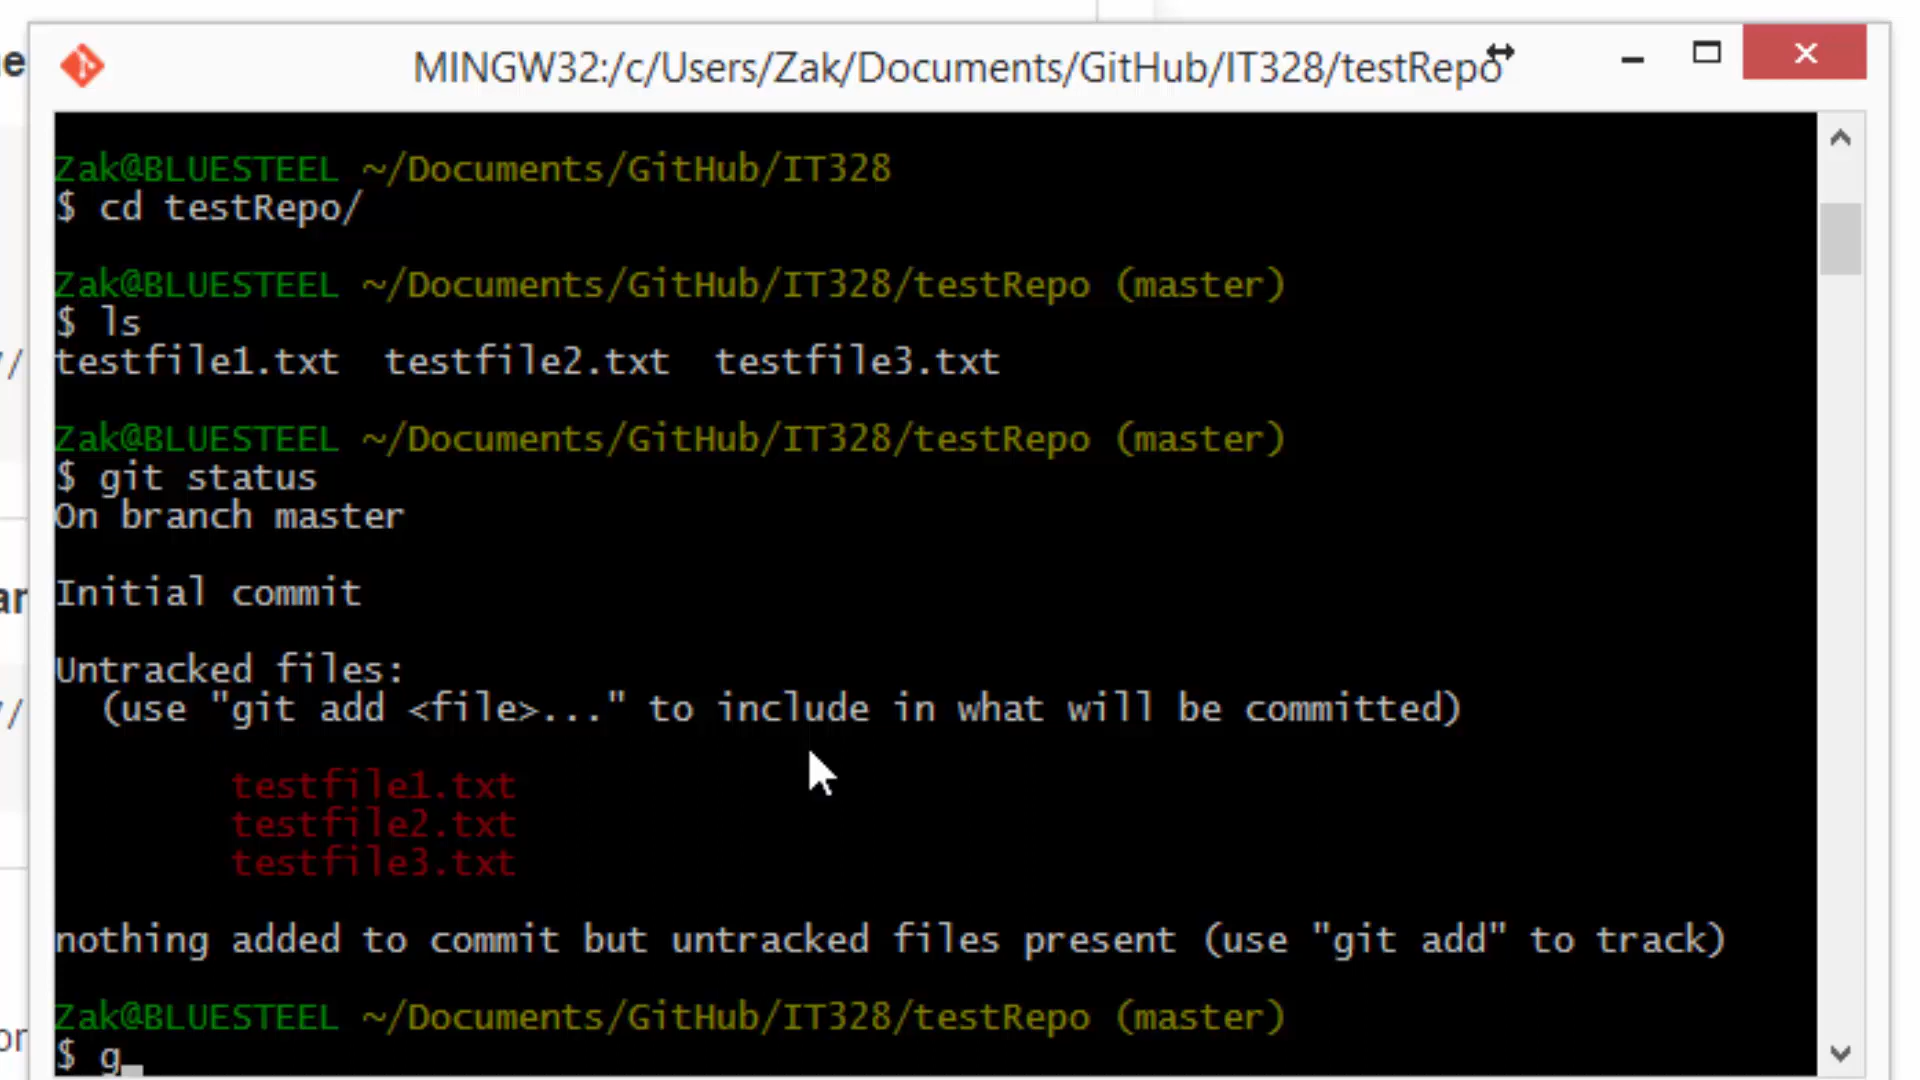 MINGW32:/c/Users/Zak/Documents/GitHub/IT328/testRepo
Zak@BLUESTEEL ~/Documents/GitHub/IT328
$ cd testRepo/
Zak@BLUESTEEL ~/Documents/GitHub/IT328/testRepo (master)
$ ls
testfile1.txt  testfile2.txt  testfile3.txt
Zak@BLUESTEEL ~/Documents/GitHub/IT328/testRepo (master)
$ git status
On branch master
Initial commit
Untracked files:
(use "git add <file>..." to include in what will be committed)
testfile1.txt
testfile2.txt
testfile3.txt
nothing added to commit but untracked files present (use "git add" to track)
Zak@BLUESTEEL ~/Documents/GitHub/IT328/testRepo (master)
$ g